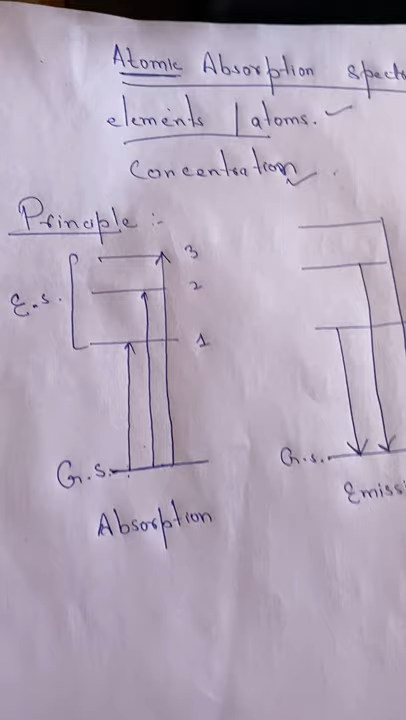 Atomic Absorption
elements | atoms.
Concentration.
Principle :-
3
E.s.
2
1
G.s.
G.s.
Absorption